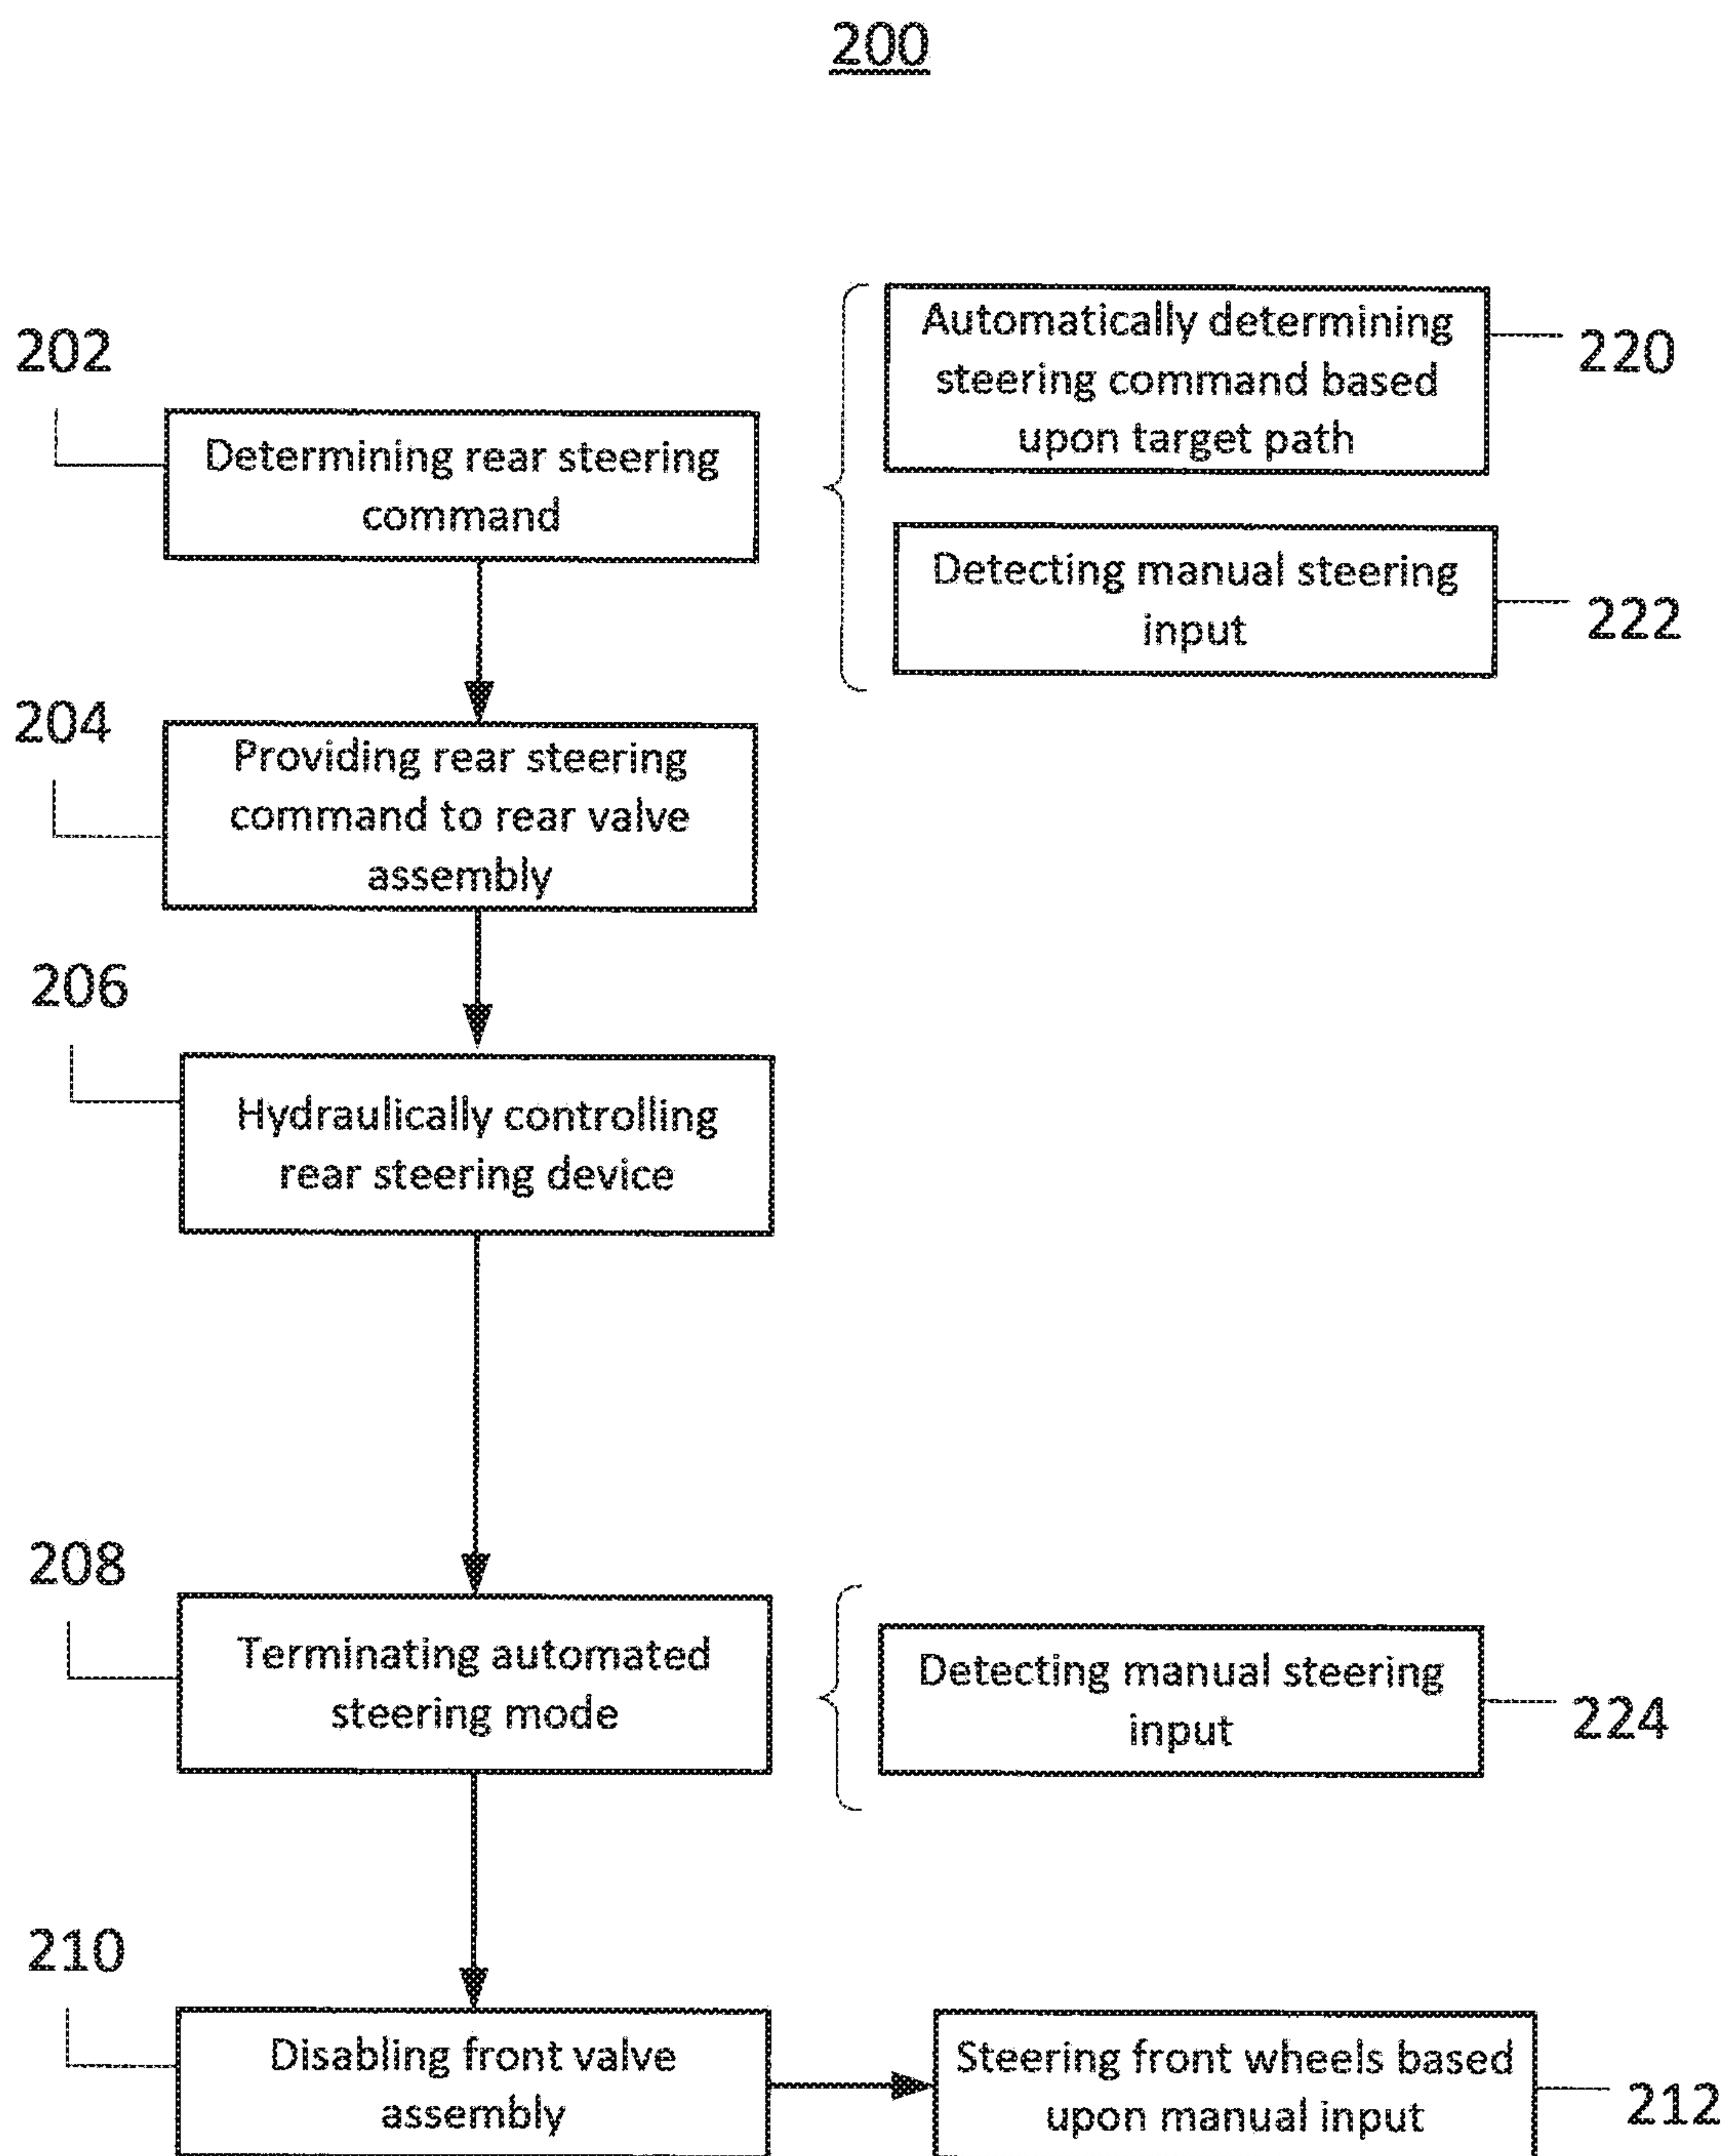 200
202
Determining rear steering
command
Automatically determining
steering command based
upon target path
220
Detecting manual steering
input
222
204
Providing rear steering
command to rear valve
assembly
206
Hydraulically controlling
rear steering device
208
Terminating automated
steering mode
Detecting manual steering
input
224
210
Disabling front valve
assembly
Steering front wheels based
upon manual input
212